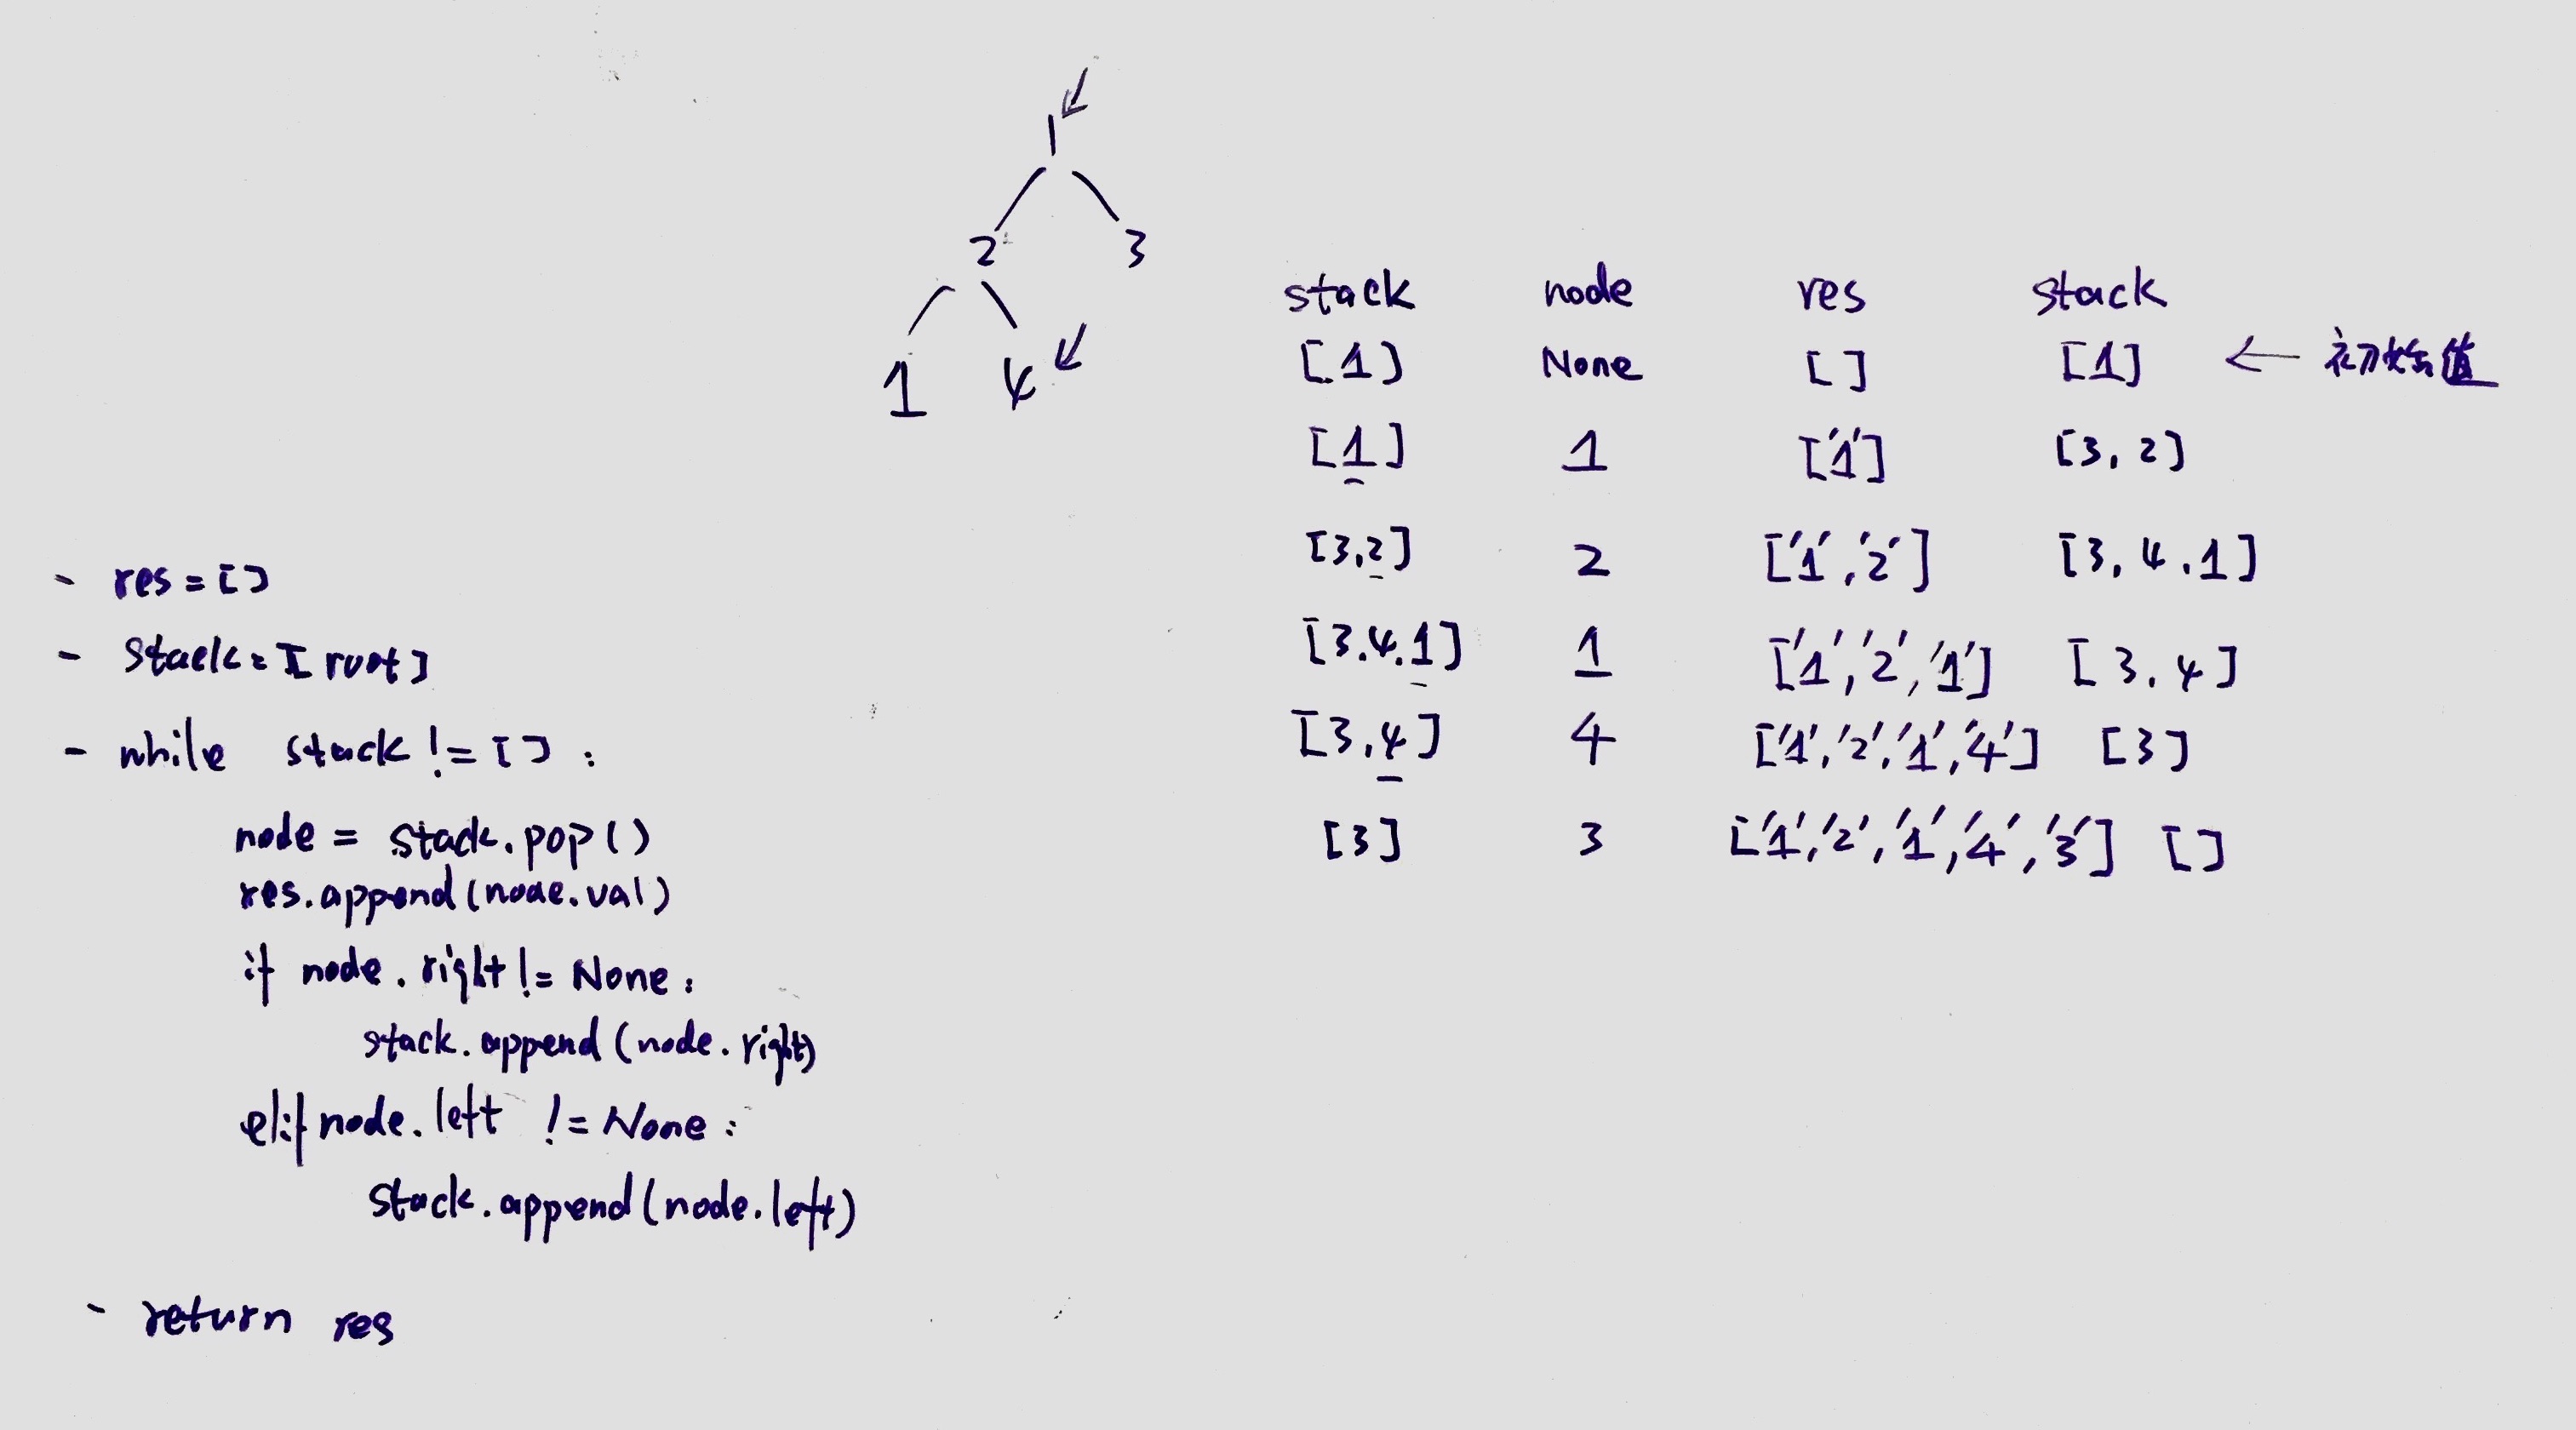 1
2 3
1 4
stack node res stack
[1] None [] [1] ← 初始值
[1] 1 ['1'] [3, 2]
[3,2] 2 ['1','2'] [3, 4.1]
[3.4.1] 1 ['1','2','1'] [3.4]
[3,4] 4 ['1','2','1','4'] [3]
[3] 3 ['1','2','1','4','3'] []
- res=[]
- Stack=[root]
- while stack != []:
node = stack.pop()
res.append(node.val)
if node.right != None:
stack.append(node.right)
elif node.left != None:
stack.append(node.left)
- return res